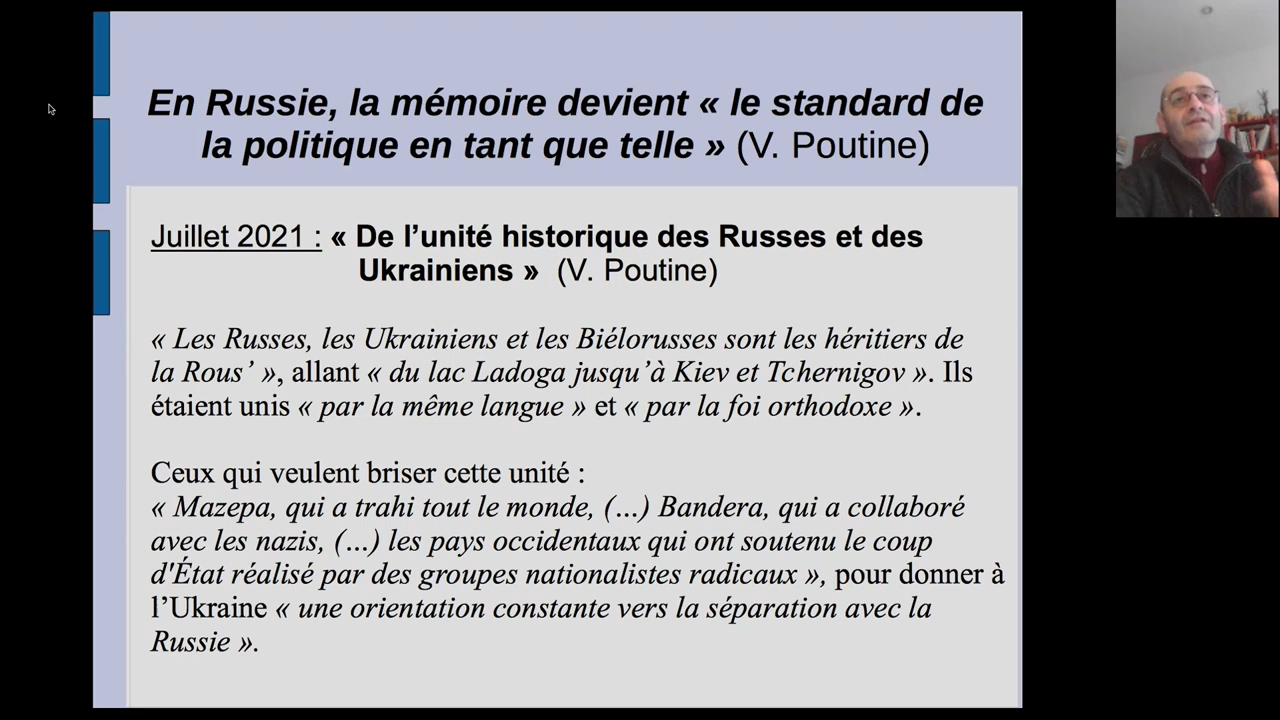 En Russie, la mémoire devient « le standard de
la politique en tant que telle » (V. Poutine)
Juillet 2021 : « De l’unité historique des Russes et des
Ukrainiens » (V. Poutine)
« Les Russes, les Ukrainiens et les Biélorusses sont les héritiers de
la Rous’ », allant « du lac Ladoga jusqu’à Kiev et Tchernigov ». Ils
étaient unis « par la même langue » et « par la foi orthodoxe ».
Ceux qui veulent briser cette unité :
« Mazepa, qui a trahi tout le monde, (…) Bandera, qui a collaboré
avec les nazis, (…) les pays occidentaux qui ont soutenu le coup
d'État réalisé par des groupes nationalistes radicaux », pour donner à
l’Ukraine « une orientation constante vers la séparation avec la
Russie ».